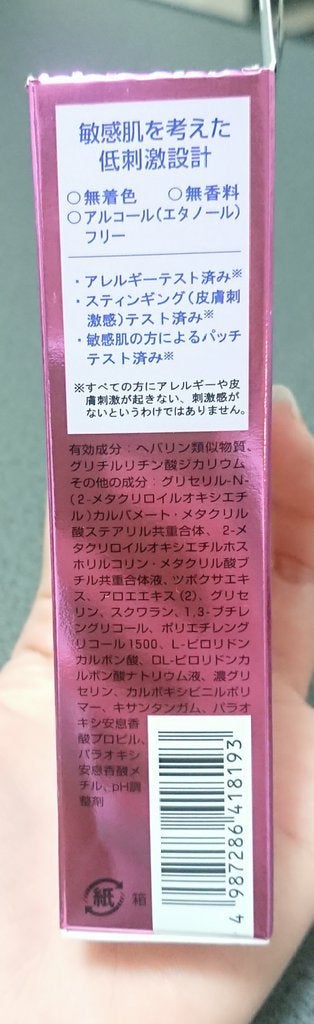 敏感肌を考えた
低刺激設計
○無着色 ○無香料
○アルコール(エタノール)
フリー
・アレルギーテスト済み※
・スティンギング(皮膚刺
激感)テスト済み※
・敏感肌の方によるパッチ
テスト済み※
※すべての方にアレルギーや皮
膚刺激が起きない、刺激感が
ないというわけではありません。
有効成分:ヘパリン類似物質、
グリチルリチン酸ジカリウム
その他の成分:グリセリル-N-
(2-メタクリロイルオキシエチ
ル)カルバメート・メタクリル
酸ステアリル共重合体、2-メ
タクリロイルオキシエチルホス
ホリルコリン・メタクリル酸ブ
チル共重合体液、ツボクサエキ
ス、アロエエキス(2)、グリセ
リン、スクワラン、1,3-ブチレ
ングリコール、ポリエチレング
リコール1500、L-ピロリドン
カルボン酸、DL-ピロリドンカ
ルボン酸ナトリウム液、濃グ
リセリン、カルボキシビニルポリ
マー、キサンタンガム、パラオ
キシ安息香
酸プロピル、
パラオキシ
安息香酸メ
チル、pH調
整剤
紙 箱
4 987286 418193